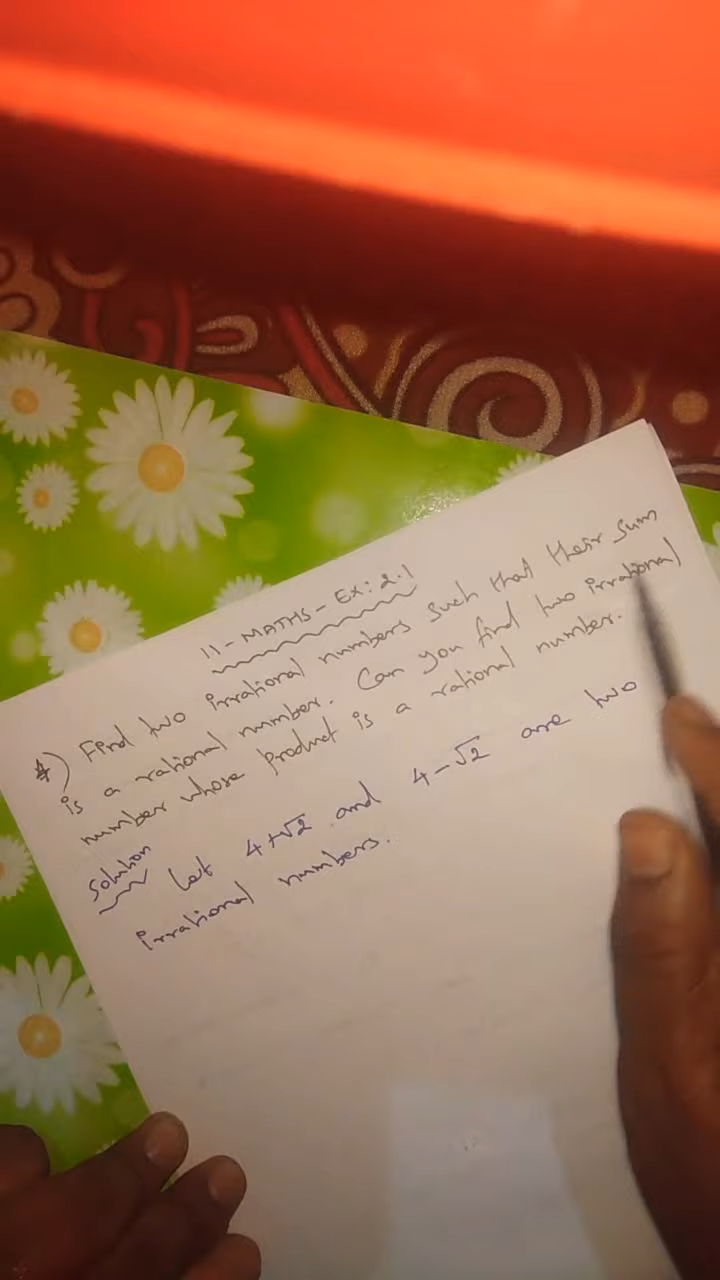 11-MATHS-Ex: 2.1
4) Find two irrational numbers such that their sum
is a rational number. Can you find two irrational
number whose product is a rational number.
Solution
Let 4+√2 and 4-√2 are two
irrational numbers.